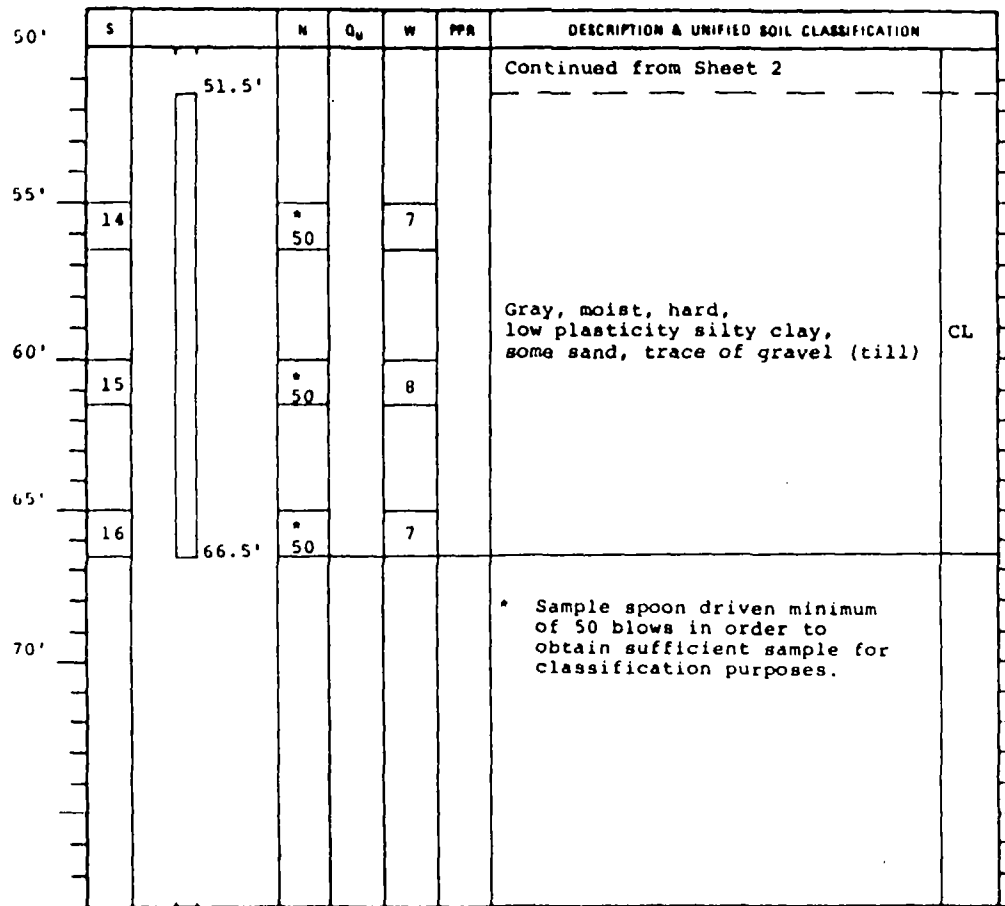 S N Qu W PPR DESCRIPTION & UNIFIED SOIL CLASSIFICATION
50'
Continued from Sheet 2
51.5'
55'
14 * 50 7
Gray, moist, hard,
low plasticity silty clay, CL
some sand, trace of gravel (till)
60'
15 * 50 8
65'
16 * 50 7
66.5'
* Sample spoon driven minimum
of 50 blows in order to
obtain sufficient sample for
classification purposes.
70'